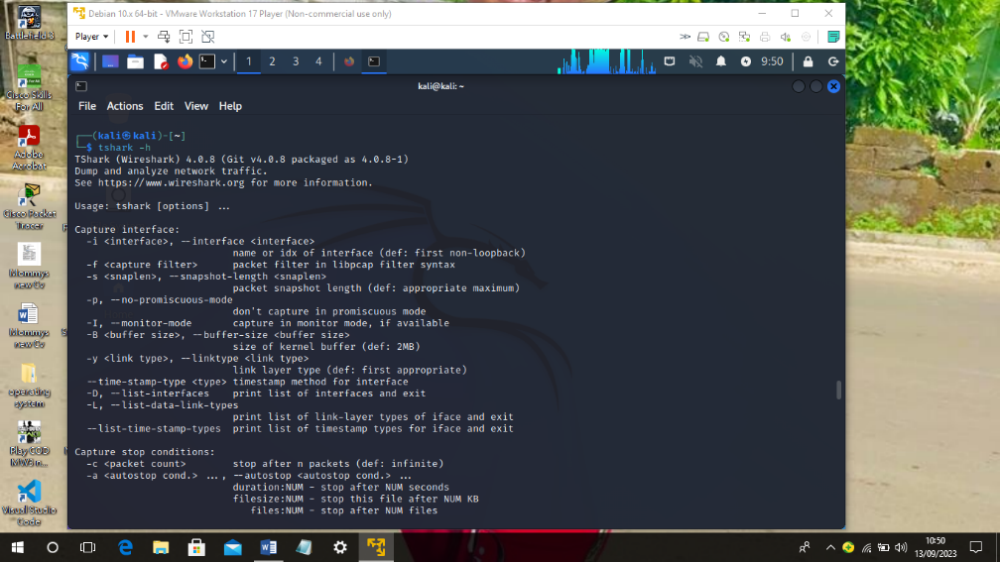 Debian 10.x 64-bit - VMware Workstation 17 Player (Non-commercial use only)
Player
1 2 3 4
9:50
kali@kali: ~
File Actions Edit View Help
┌──(kali㉿kali)-[~]
└─$ tshark -h
TShark (Wireshark) 4.0.8 (Git v4.0.8 packaged as 4.0.8-1)
Dump and analyze network traffic.
See https://www.wireshark.org for more information.
Usage: tshark [options] ...
Capture interface:
-i <interface>, --interface <interface>
name or idx of interface (def: first non-loopback)
-f <capture filter> packet filter in libpcap filter syntax
-s <snaplen>, --snapshot-length <snaplen>
packet snapshot length (def: appropriate maximum)
-p, --no-promiscuous-mode
don't capture in promiscuous mode
-I, --monitor-mode capture in monitor mode, if available
-B <buffer size>, --buffer-size <buffer size>
size of kernel buffer (def: 2MB)
-y <link type>, --linktype <link type>
link layer type (def: first appropriate)
--time-stamp-type <type> timestamp method for interface
-D, --list-interfaces print list of interfaces and exit
-L, --list-data-link-types
print list of link-layer types of iface and exit
--list-time-stamp-types print list of timestamp types for iface and exit
Capture stop conditions:
-c <packet count> stop after n packets (def: infinite)
-a <autostop cond.> ..., --autostop <autostop cond.> ...
duration:NUM - stop after NUM seconds
filesize:NUM - stop this file after NUM KB
files:NUM - stop after NUM files
Battlefield 3
Cisco Skills
For All
Adobe
Acrobat
Cisco Packet
Tracer
Mommys
new Cv
Mommys
new Cv
operating
system
Play COD
MW3 in...
Visual Studio
Code
10:50
13/09/2023